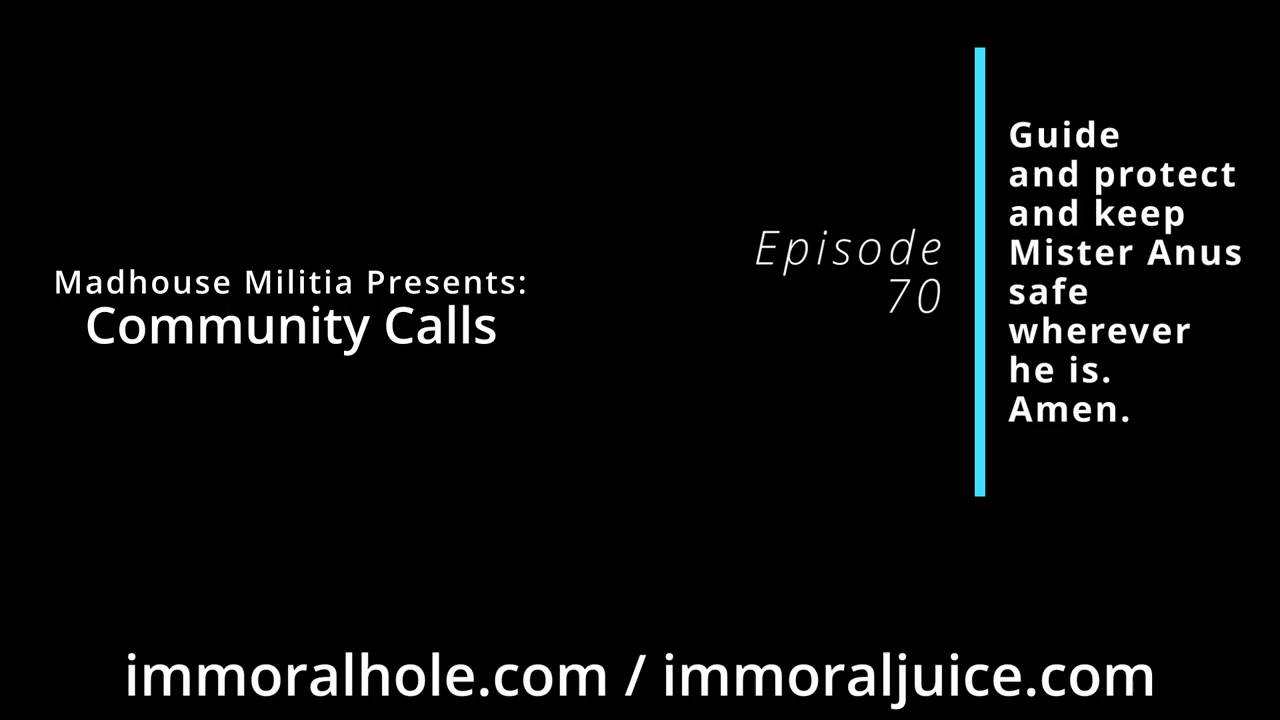 Madhouse Militia Presents:
Community Calls
Episode
70
Guide
and protect
and keep
Mister Anus
safe
wherever
he is.
Amen.
immoralhole.com / immoraljuice.com